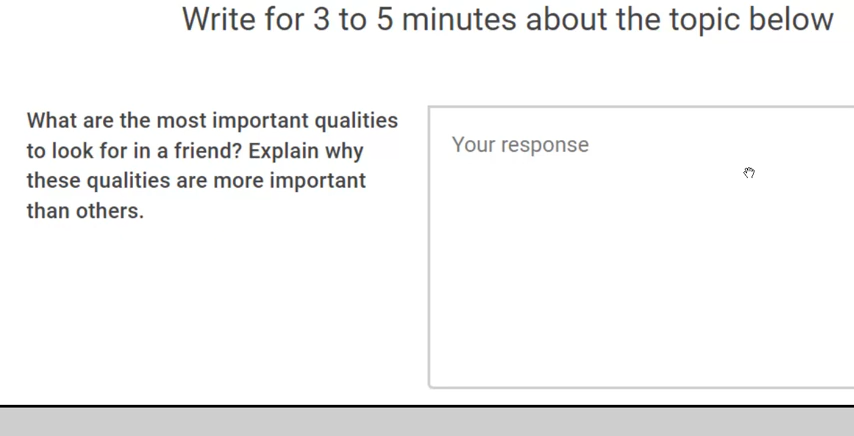 Write for 3 to 5 minutes about the topic below
What are the most important qualities
to look for in a friend? Explain why
these qualities are more important
than others.
Your response